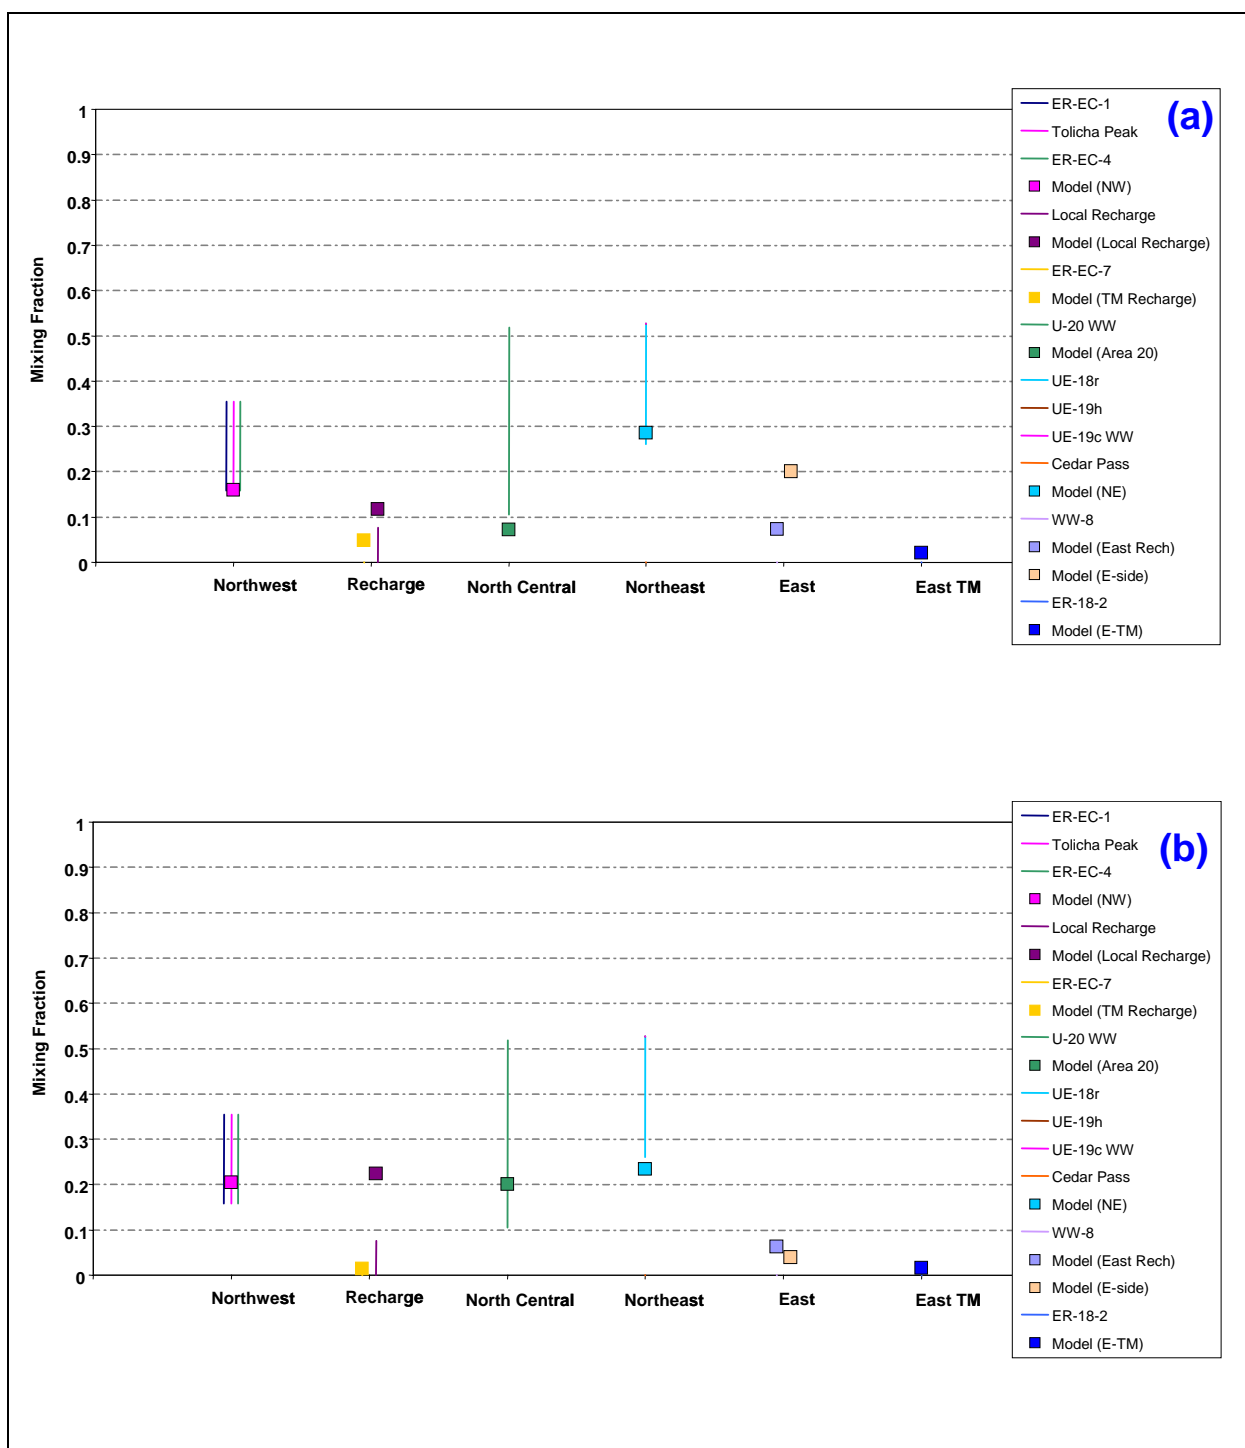 (a)
1
0.9
0.8
0.7
0.6
0.5
0.4
0.3
0.2
0.1
0
Mixing Fraction
Northwest Recharge North Central Northeast East East TM
ER-EC-1
Tolicha Peak
ER-EC-4
Model (NW)
Local Recharge
Model (Local Recharge)
ER-EC-7
Model (TM Recharge)
U-20 WW
Model (Area 20)
UE-18r
UE-19h
UE-19c WW
Cedar Pass
Model (NE)
WW-8
Model (East Rech)
Model (E-side)
ER-18-2
Model (E-TM)
(b)
1
0.9
0.8
0.7
0.6
0.5
0.4
0.3
0.2
0.1
0
Mixing Fraction
Northwest Recharge North Central Northeast East East TM
ER-EC-1
Tolicha Peak
ER-EC-4
Model (NW)
Local Recharge
Model (Local Recharge)
ER-EC-7
Model (TM Recharge)
U-20 WW
Model (Area 20)
UE-18r
UE-19h
UE-19c WW
Cedar Pass
Model (NE)
WW-8
Model (East Rech)
Model (E-side)
ER-18-2
Model (E-TM)